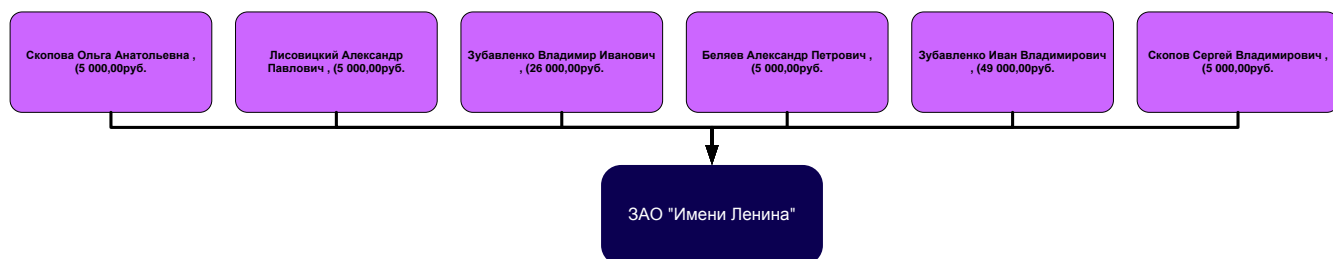 Скопова Ольга Анатольевна ,
(5 000,00руб.
Лисовицкий Александр
Павлович , (5 000,00руб.
Зубавленко Владимир Иванович
, (26 000,00руб.
Беляев Александр Петрович ,
(5 000,00руб.
Зубавленко Иван Владимирович
, (49 000,00руб.
Скопов Сергей Владимирович ,
(5 000,00руб.
ЗАО "Имени Ленина"